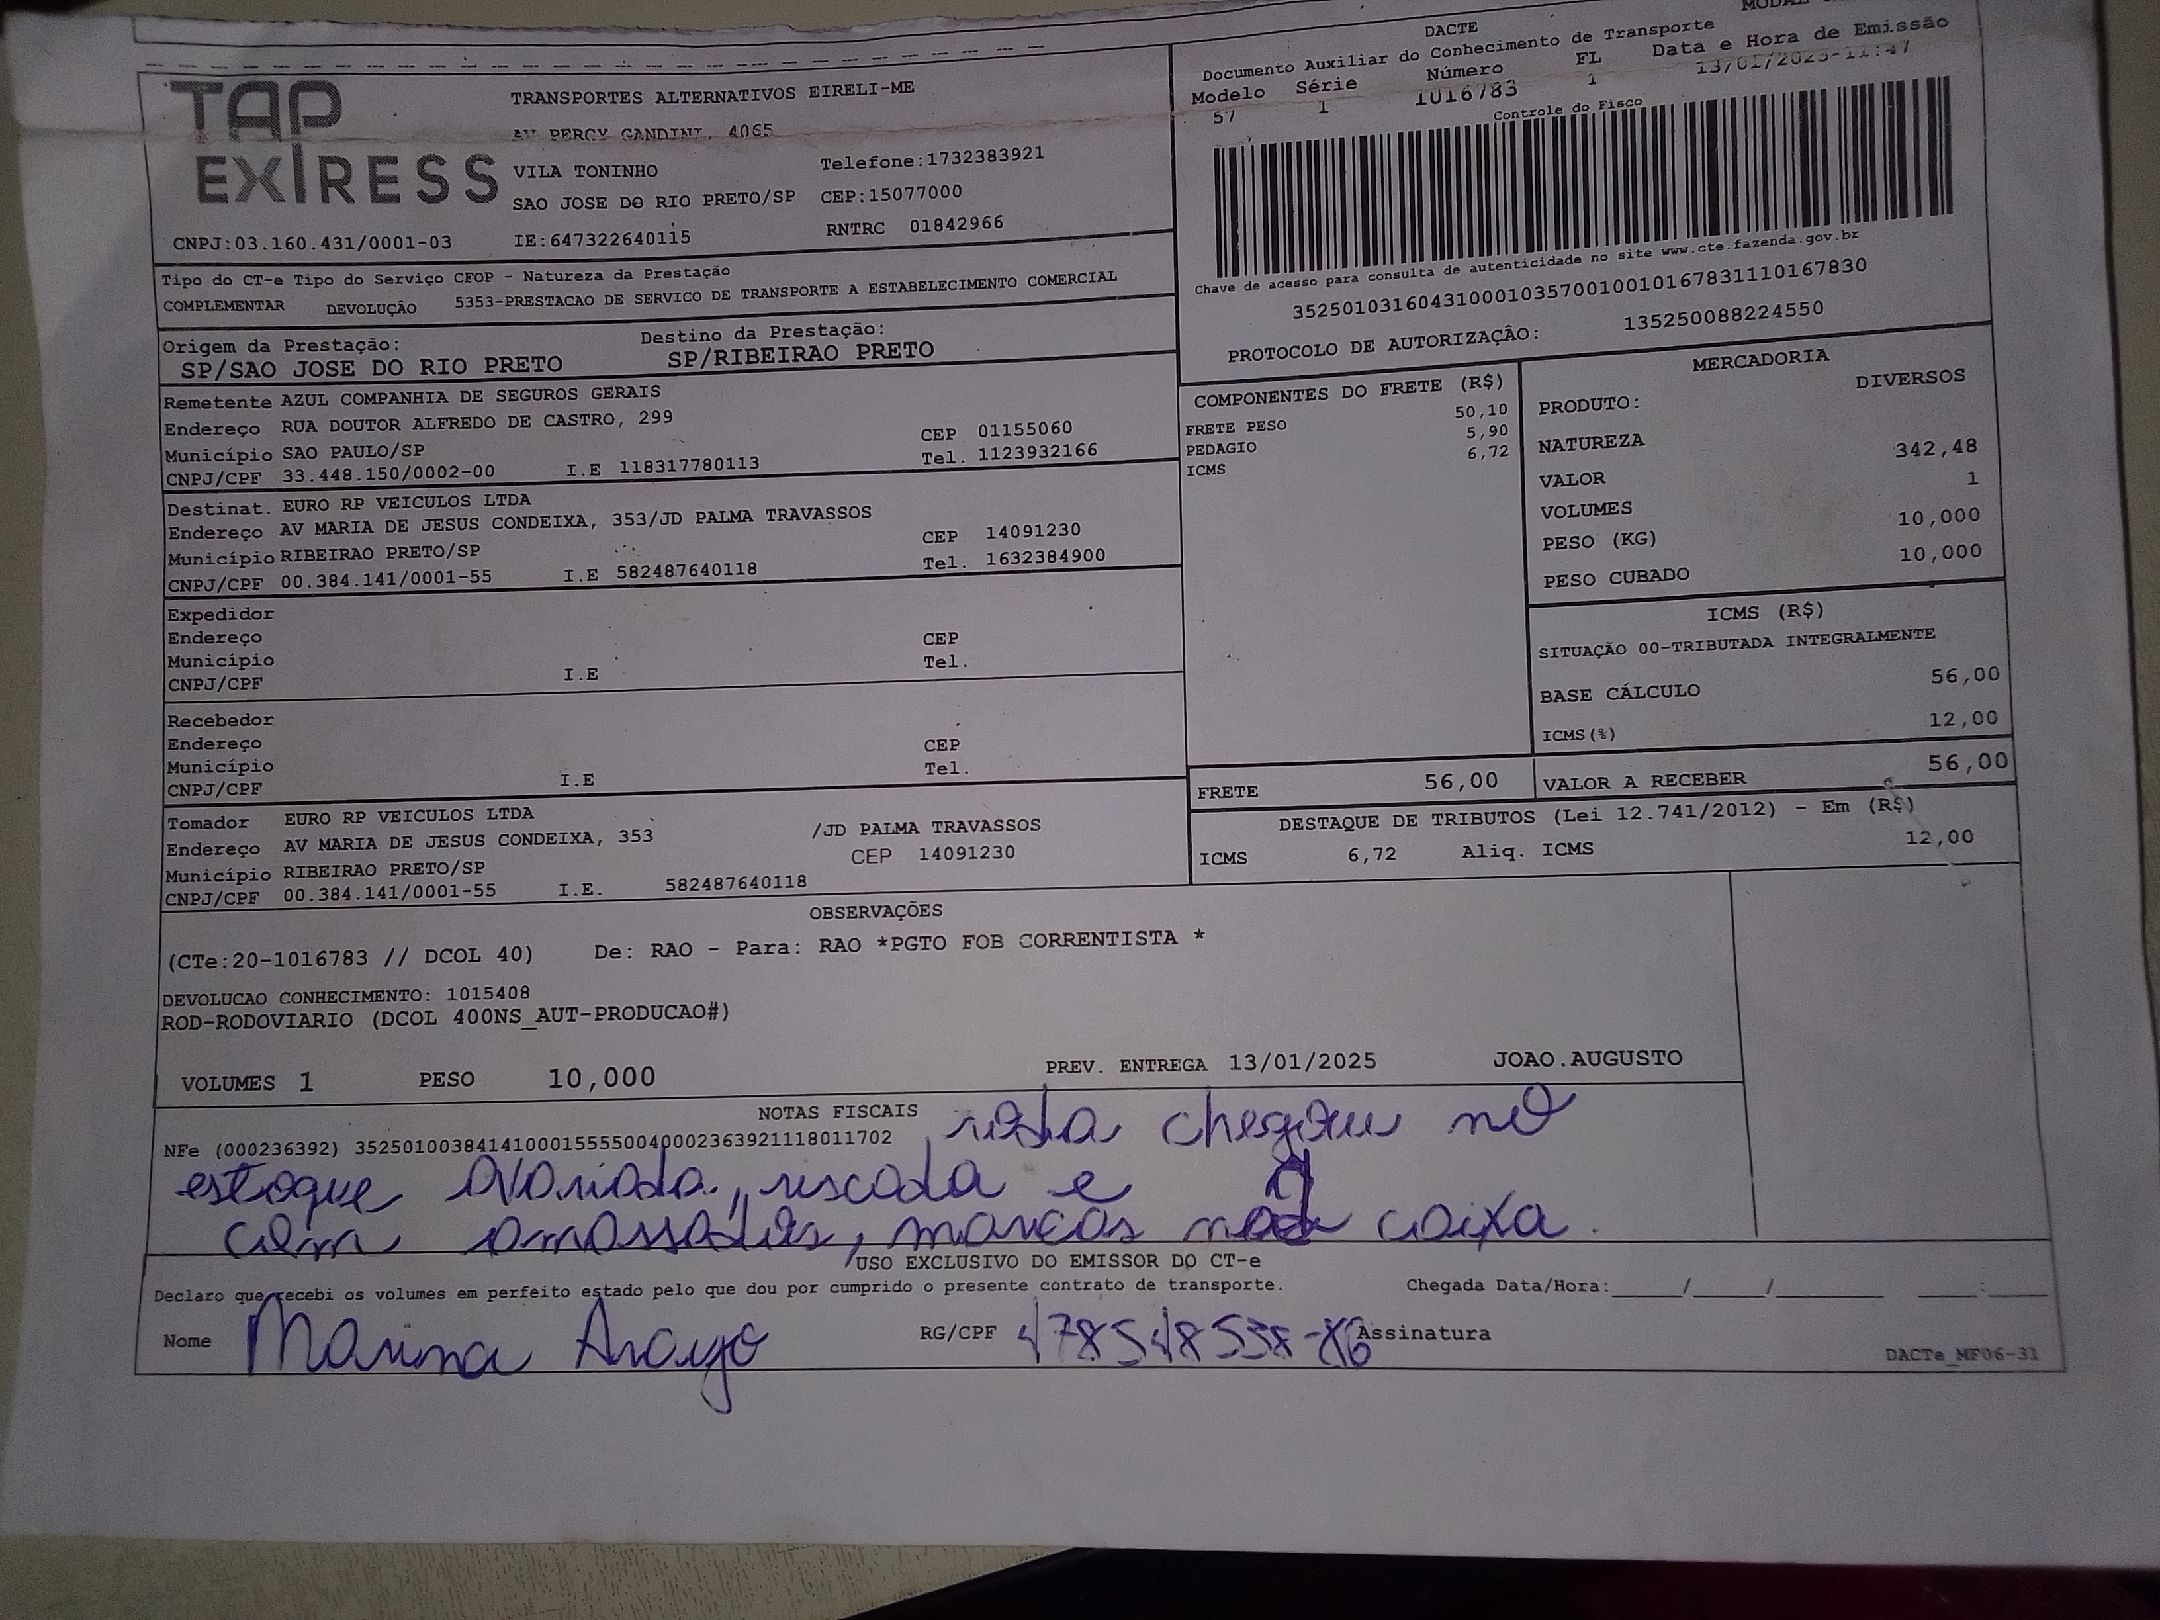 DACTE
Documento Auxiliar do Conhecimento de Transporte
Modelo Série Número FL Data e Hora de Emissão
57 1 1016783 1 13/01/2025-11:47
Controle do Fisco
TAP
EXPRESS
TRANSPORTES ALTERNATIVOS EIRELI-ME
AV PERCY GANDINI, 4065
VILA TONINHO Telefone:1732383921
SAO JOSE DO RIO PRETO/SP CEP:15077000
CNPJ:03.160.431/0001-03 IE:647322640115 RNTRC 01842966
Chave de acesso para consulta de autenticidade no site www.cte.fazenda.gov.br
35250103160431000103570010010167831110167830
PROTOCOLO DE AUTORIZAÇÂO: 135250088224550
Tipo do CT-e Tipo do Serviço CFOP - Natureza da Prestação
COMPLEMENTAR DEVOLUÇÂO 5353-PRESTACAO DE SERVICO DE TRANSPORTE A ESTABELECIMENTO COMERCIAL
Origem da Prestação: Destino da Prestação:
SP/SAO JOSE DO RIO PRETO SP/RIBEIRAO PRETO
Remetente AZUL COMPANHIA DE SEGUROS GERAIS
Endereço RUA DOUTOR ALFREDO DE CASTRO, 299 CEP 01155060
Município SAO PAULO/SP Tel. 1123932166
CNPJ/CPF 33.448.150/0002-00 I.E 118317780113
Destinat. EURO RP VEICULOS LTDA
Endereço AV MARIA DE JESUS CONDEIXA, 353/JD PALMA TRAVASSOS CEP 14091230
Município RIBEIRAO PRETO/SP Tel. 1632384900
CNPJ/CPF 00.384.141/0001-55 I.E 582487640118
Expedidor
Endereço CEP
Município Tel.
CNPJ/CPF I.E
Recebedor
Endereço CEP
Município Tel.
CNPJ/CPF I.E
Tomador EURO RP VEICULOS LTDA
Endereço AV MARIA DE JESUS CONDEIXA, 353 /JD PALMA TRAVASSOS
Município RIBEIRAO PRETO/SP CEP 14091230
CNPJ/CPF 00.384.141/0001-55 I.E. 582487640118
COMPONENTES DO FRETE (R$)
FRETE PESO 50,10
PEDAGIO 5,90
ICMS 6,72
MERCADORIA
PRODUTO: DIVERSOS
NATUREZA
VALOR 342,48
VOLUMES 1
PESO (KG) 10,000
PESO CUBADO 10,000
ICMS (R$)
SITUAÇÃO 00-TRIBUTADA INTEGRALMENTE
BASE CÁLCULO 56,00
ICMS(%) 12,00
FRETE 56,00 VALOR A RECEBER 56,00
DESTAQUE DE TRIBUTOS (Lei 12.741/2012) - Em (R$)
ICMS 6,72 Aliq. ICMS 12,00
OBSERVAÇÕES
(CTe:20-1016783 // DCOL 40) De: RAO - Para: RAO *PGTO FOB CORRENTISTA *
DEVOLUCAO CONHECIMENTO: 1015408
ROD-RODOVIARIO (DCOL 400NS_AUT-PRODUCAO#)
VOLUMES 1 PESO 10,000 PREV. ENTREGA 13/01/2025 JOAO.AUGUSTO
NOTAS FISCAIS
NFe (000236392) 35250100384141000155550040002363921118011702
chegou no
estoque avariada, riscada e
com amassados, marcas na caixa.
USO EXCLUSIVO DO EMISSOR DO CT-e
Declaro que recebi os volumes em perfeito estado pelo que dou por cumprido o presente contrato de transporte. Chegada Data/Hora:_____/_____/_______ ____:____
Nome Marina Araujo RG/CPF Assinatura
DACTe_MF06-31